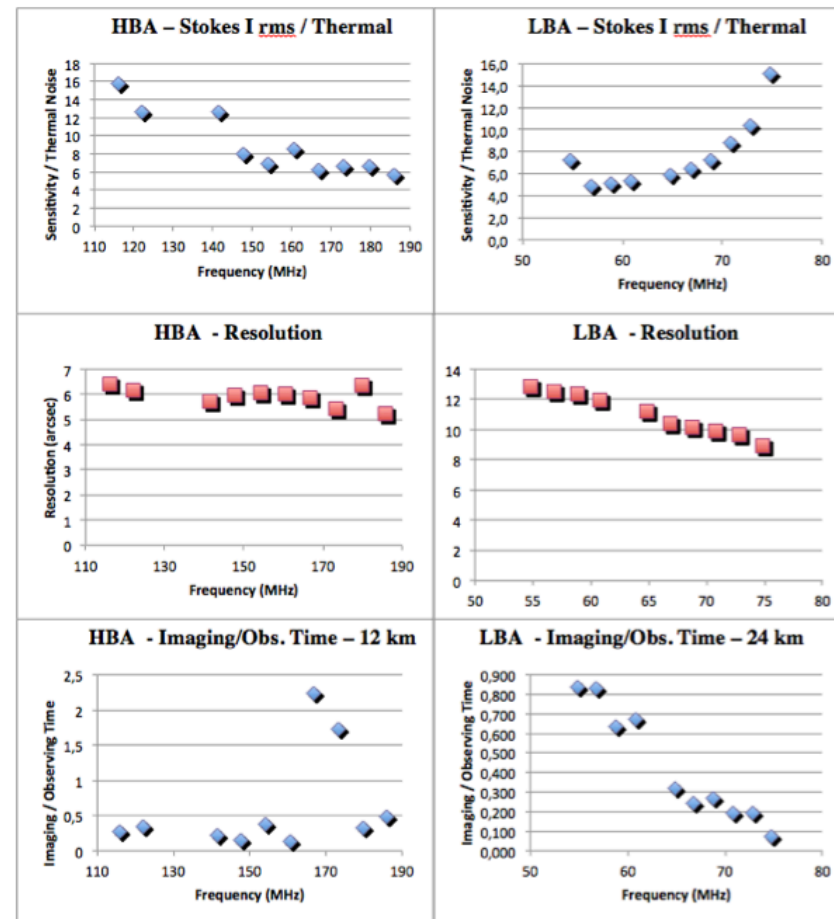 HBA – Stokes I rms / Thermal
Sensitivity / Thermal Noise
18
16
14
12
10
8
6
4
2
0
110 120 130 140 150 160 170 180 190
Frequency (MHz)
LBA – Stokes I rms / Thermal
Sensitivity / Thermal Noise
16,0
14,0
12,0
10,0
8,0
6,0
4,0
2,0
0,0
50 60 70 80
Frequency (MHz)
HBA - Resolution
Resolution (arcsec)
7
6
5
4
3
2
1
0
110 130 150 170 190
Frequency (MHz)
LBA - Resolution
14
12
10
8
6
4
2
0
50 55 60 65 70 75 80
HBA - Imaging/Obs. Time – 12 km
Imaging / Observing Time
2,5
2
1,5
1
0,5
0
110 130 150 170 190
Frequency (MHz)
LBA - Imaging/Obs. Time – 24 km
Imaging / Observing Time
0,900
0,800
0,700
0,600
0,500
0,400
0,300
0,200
0,100
0,000
50 60 70 80
Frequency (MHz)